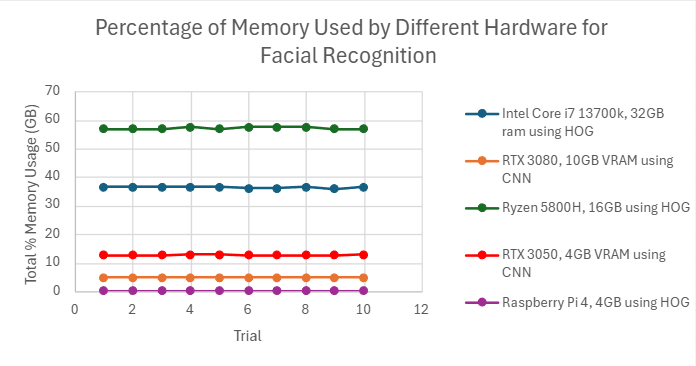 Percentage of Memory Used by Different Hardware for
Facial Recognition
Total % Memory Usage (GB)
70
60
50
40
30
20
10
0
0 2 4 6 8 10 12
Trial
Intel Core i7 13700k, 32GB
ram using HOG
RTX 3080, 10GB VRAM using
CNN
Ryzen 5800H, 16GB using HOG
RTX 3050, 4GB VRAM using
CNN
Raspberry Pi 4, 4GB using HOG